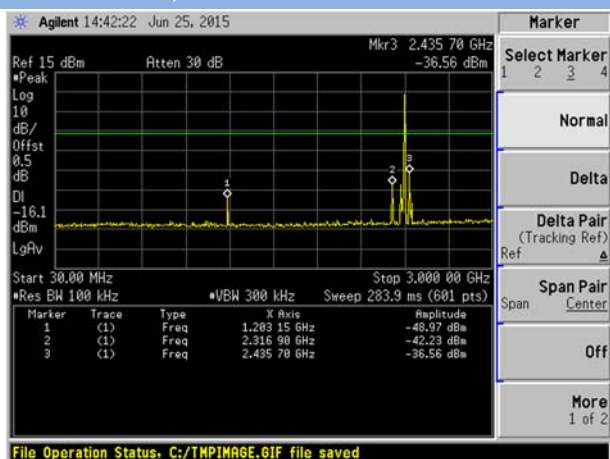 Agilent 14:42:22 Jun 25, 2015
Marker
Mkr3 2.435 70 GHz
Ref 15 dBm Atten 30 dB -36.56 dBm
#Peak
Log
10
dB/
Offst
0.5
dB
DI
-16.1
dBm
LgAv
1
2
3
Start 30.00 MHz Stop 3.000 00 GHz
#Res BW 100 kHz #VBW 300 kHz Sweep 283.9 ms (601 pts)
Marker Trace Type X Axis Amplitude
1 (1) Freq 1.203 15 GHz -48.97 dBm
2 (1) Freq 2.316 90 GHz -42.23 dBm
3 (1) Freq 2.435 70 GHz -36.56 dBm
Select Marker
1 2 3 4
Normal
Delta
Delta Pair
(Tracking Ref)
Ref Δ
Span Pair
Span Center
Off
More
1 of 2
File Operation Status, C:/TMPIMAGE.GIF file saved